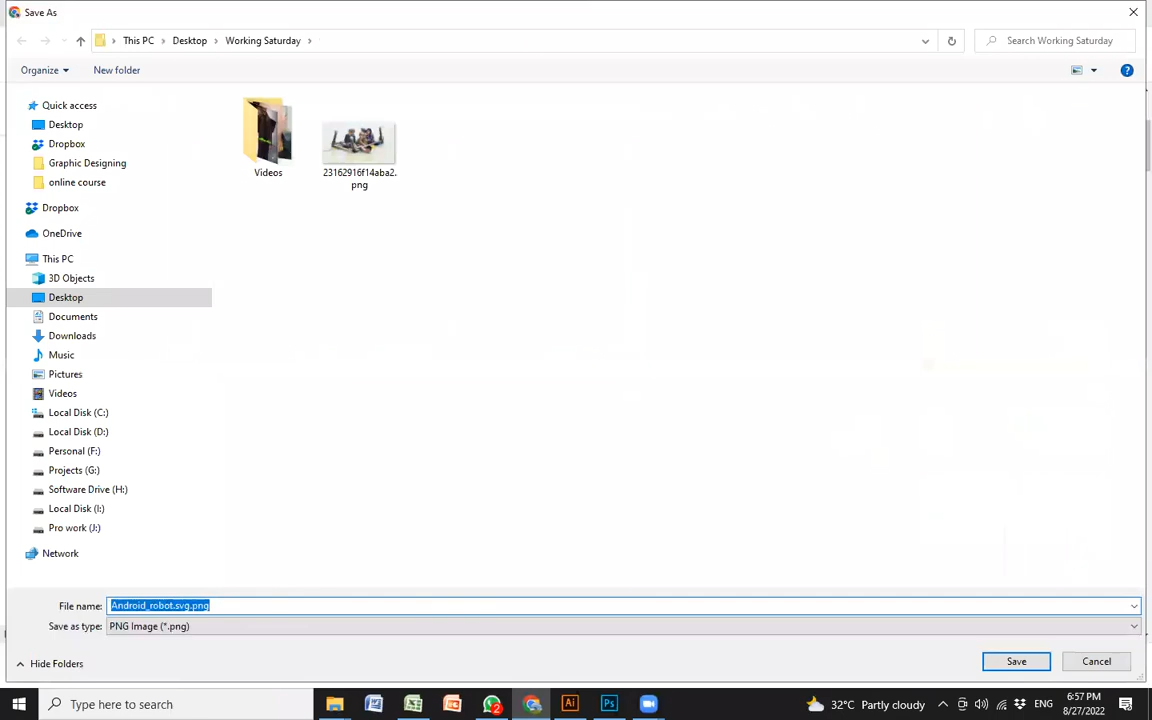 Save As
This PC > Desktop > Working Saturday >
Search Working Saturday
Organize
New folder
Quick access
Desktop
Dropbox
Graphic Designing
online course
Dropbox
OneDrive
This PC
3D Objects
Desktop
Documents
Downloads
Music
Pictures
Videos
Local Disk (C:)
Local Disk (D:)
Personal (F:)
Projects (G:)
Software Drive (H:)
Local Disk (I:)
Pro work (J:)
Network
Videos
23162916f14aba2.
png
File name: Android_robot.svg.png
Save as type: PNG Image (*.png)
Hide Folders
Save
Cancel
Type here to search
2
Ai
Ps
32°C Partly cloudy
ENG
6:57 PM
8/27/2022